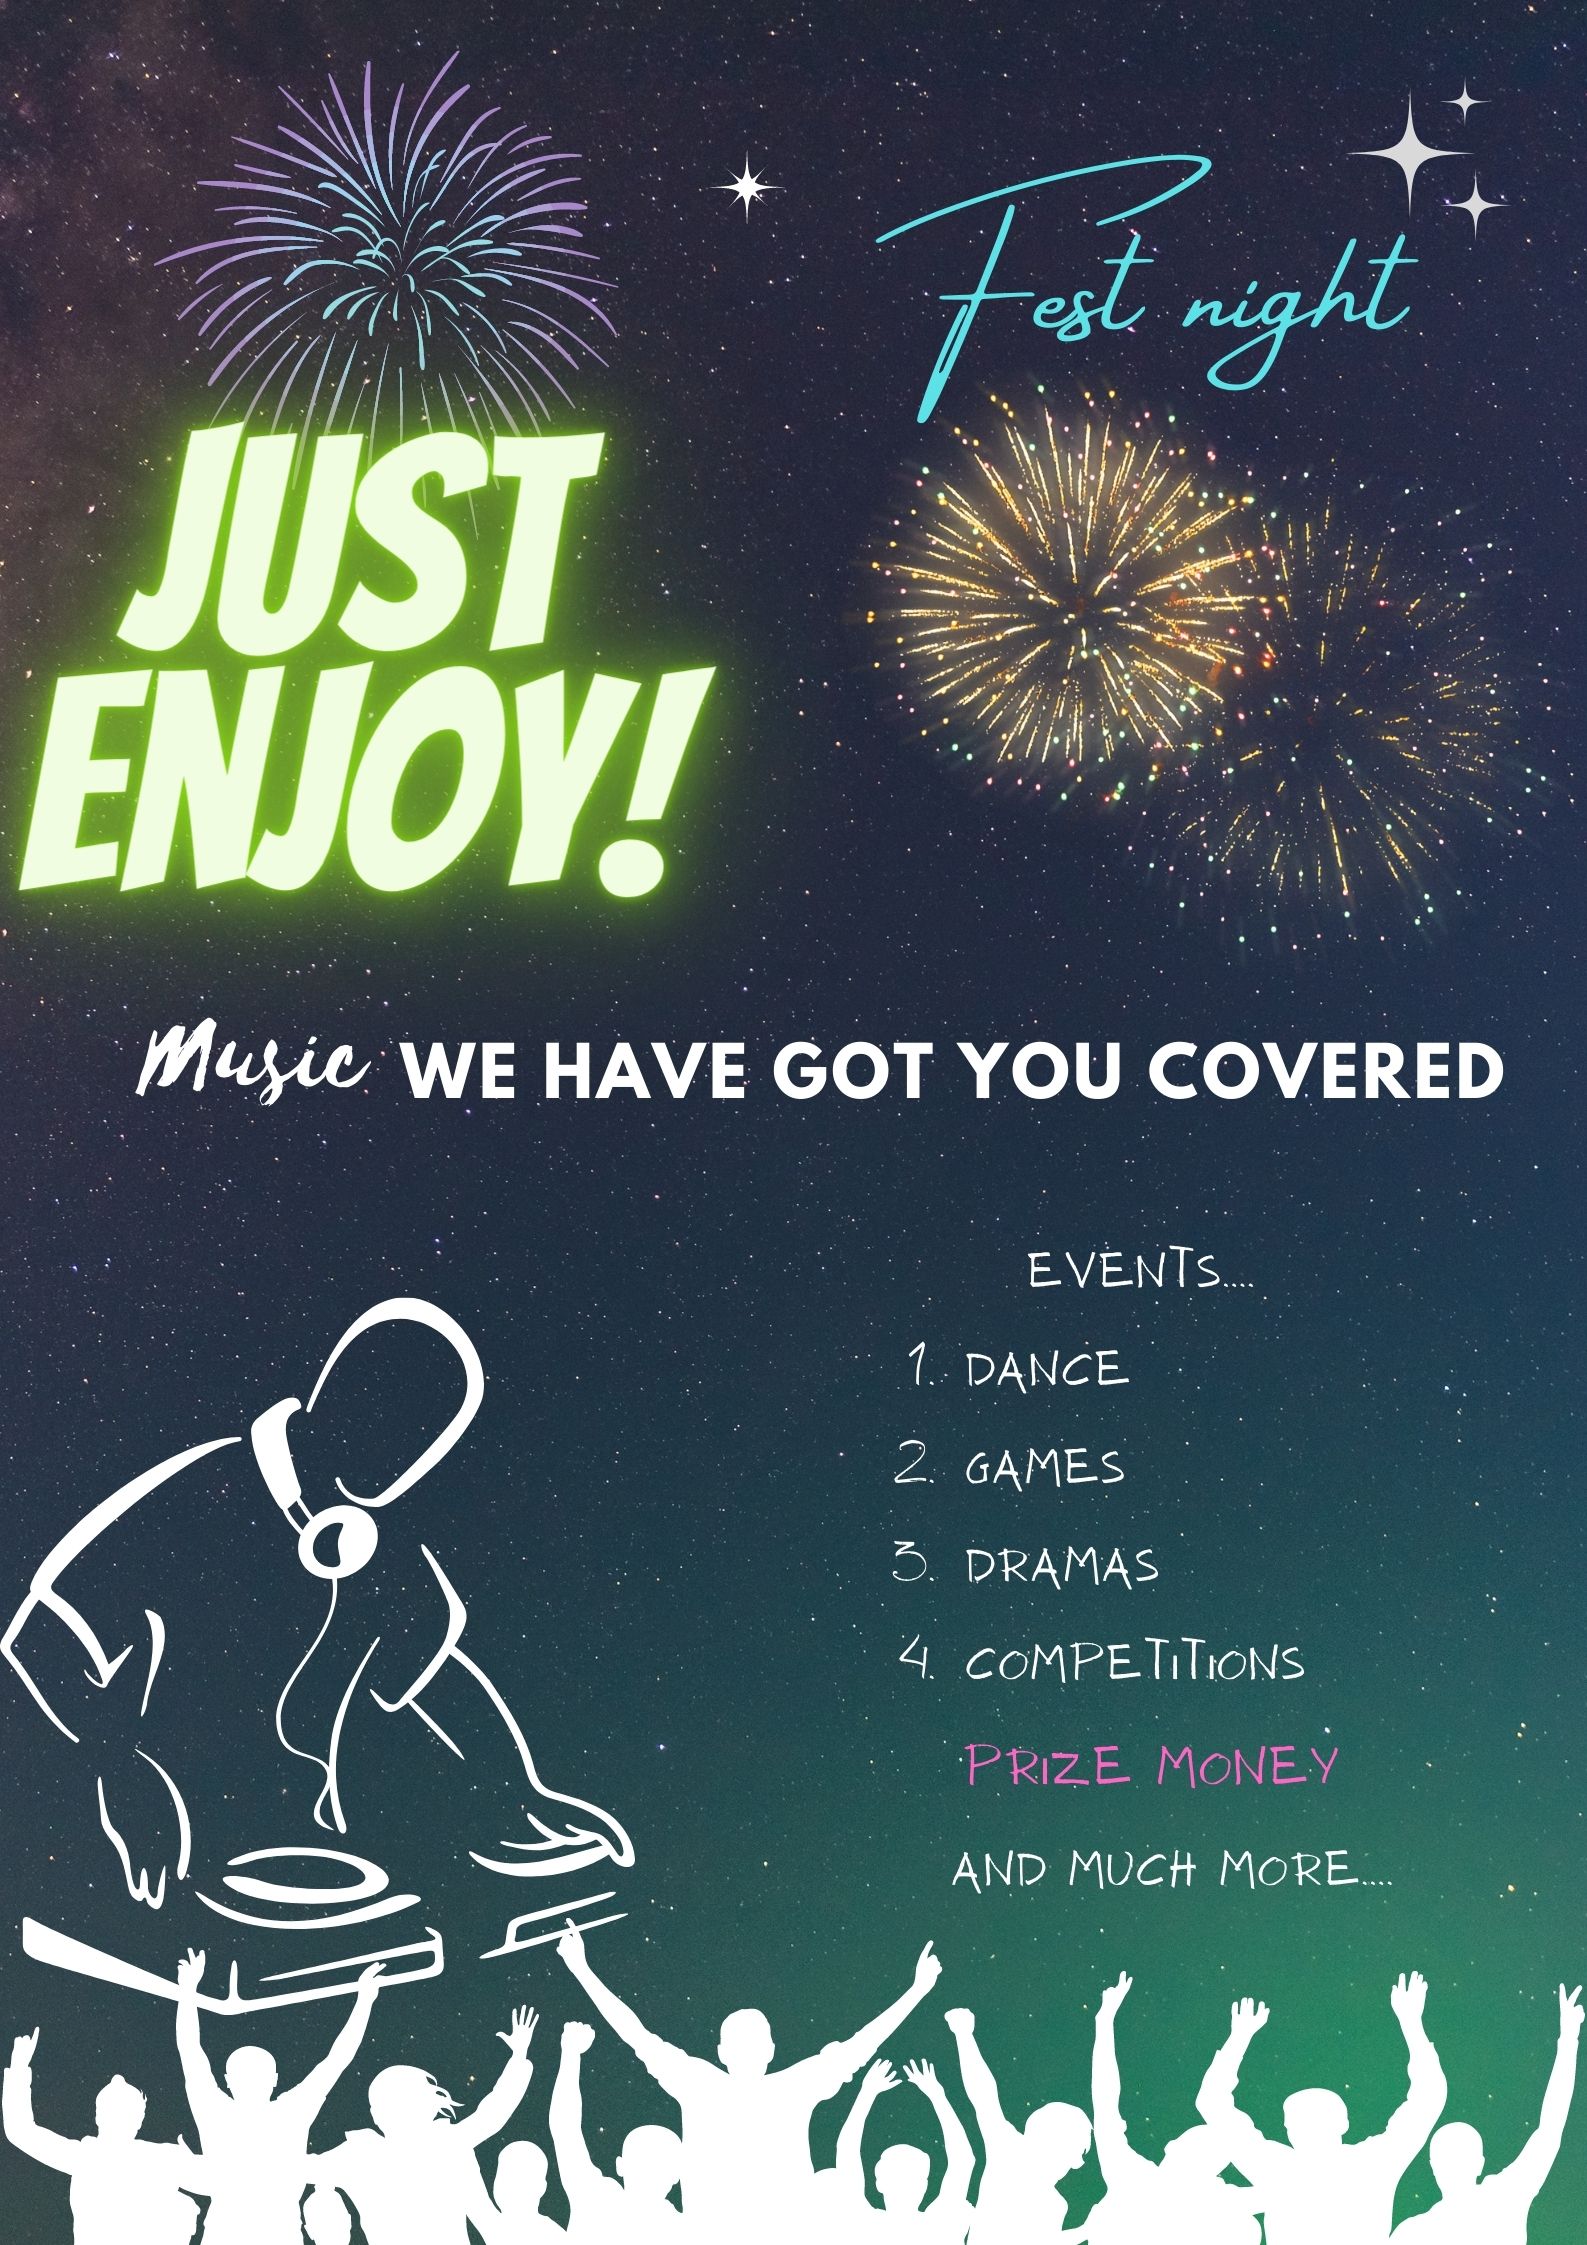 Fest night
JUST
ENJOY!
Music WE HAVE GOT YOU COVERED
EVENTS....
1. DANCE
2. GAMES
3. DRAMAS
4. COMPETITIONS
PRIZE MONEY
AND MUCH MORE....